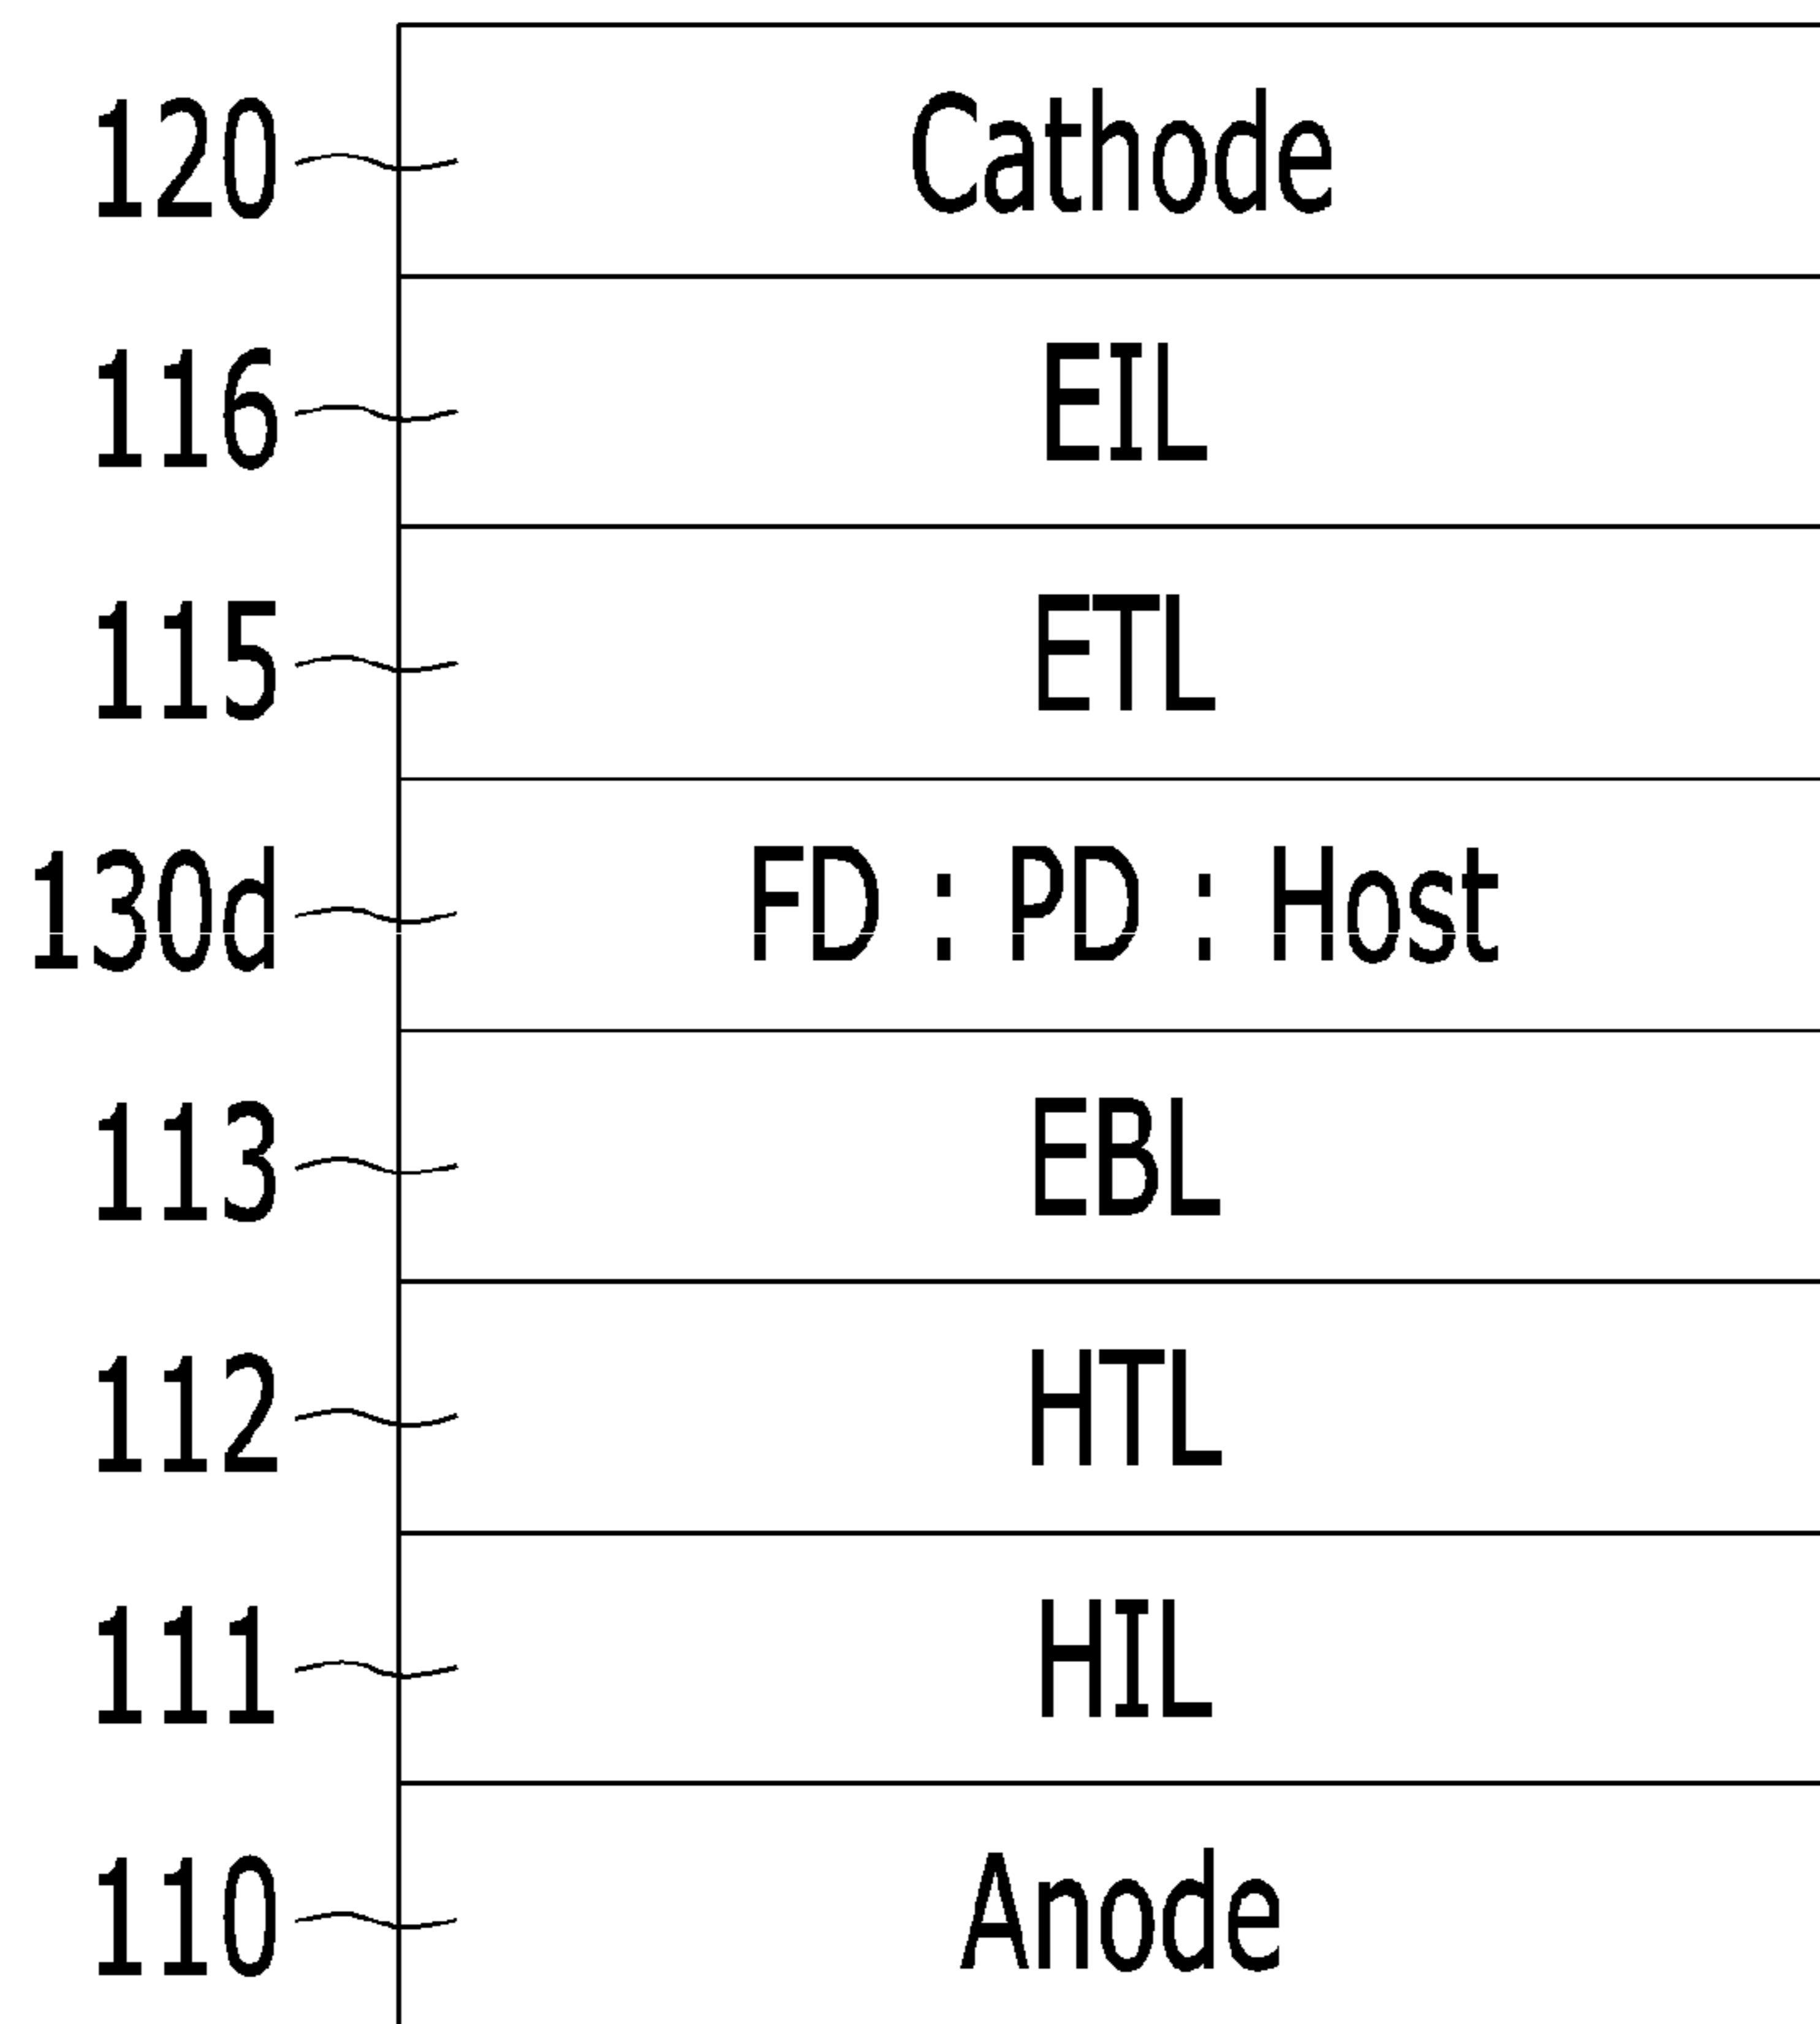 120 Cathode
116 EIL
115 ETL
130d FD : PD : Host
113 EBL
112 HTL
111 HIL
110 Anode